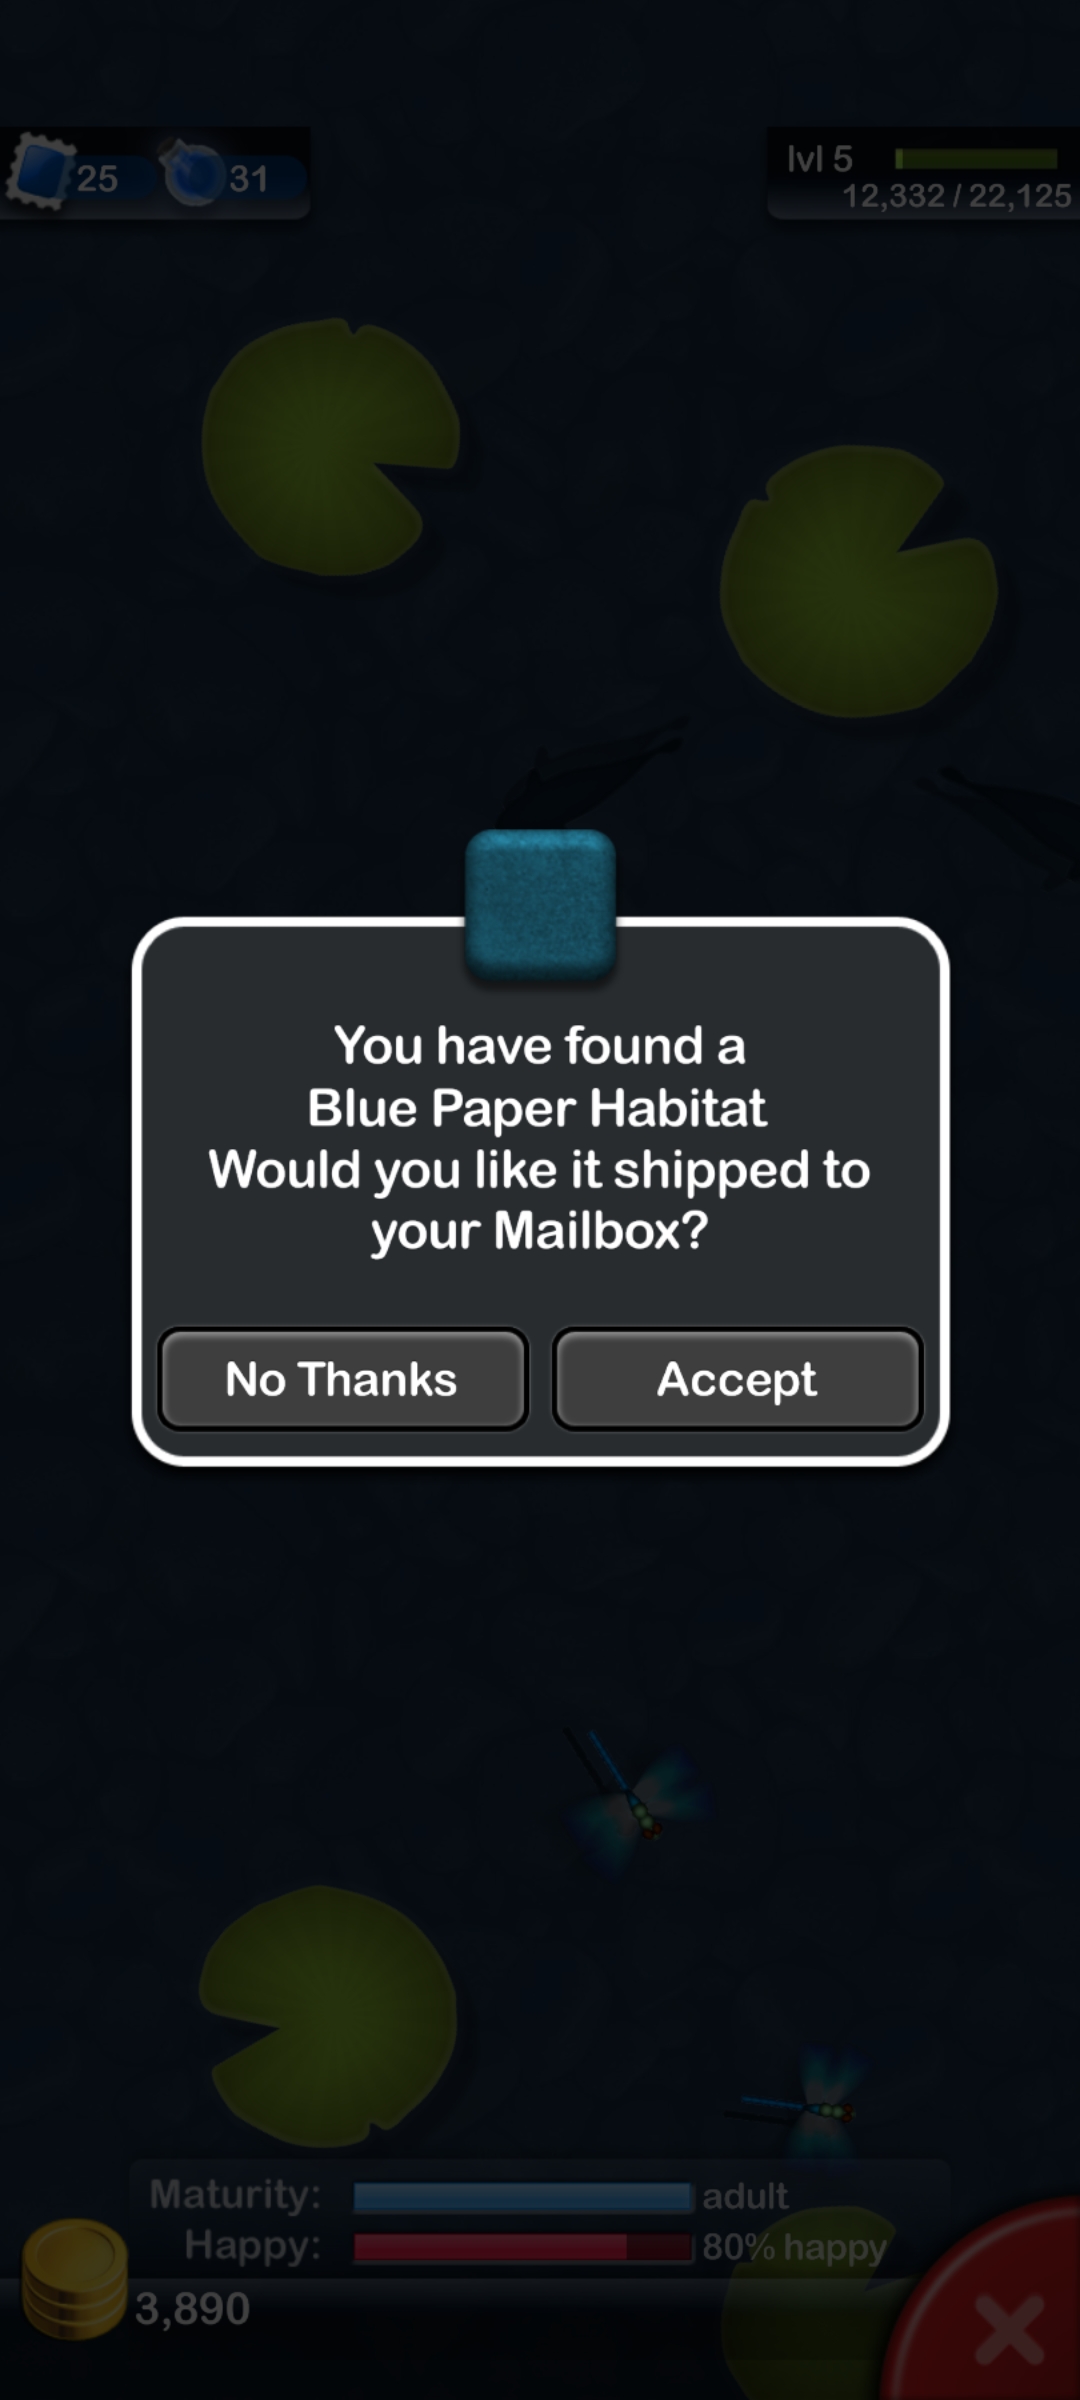 25 31
lvl 5
12,332 / 22,125
You have found a
Blue Paper Habitat
Would you like it shipped to
your Mailbox?
No Thanks Accept
Maturity: adult
Happy: 80% happy
3,890